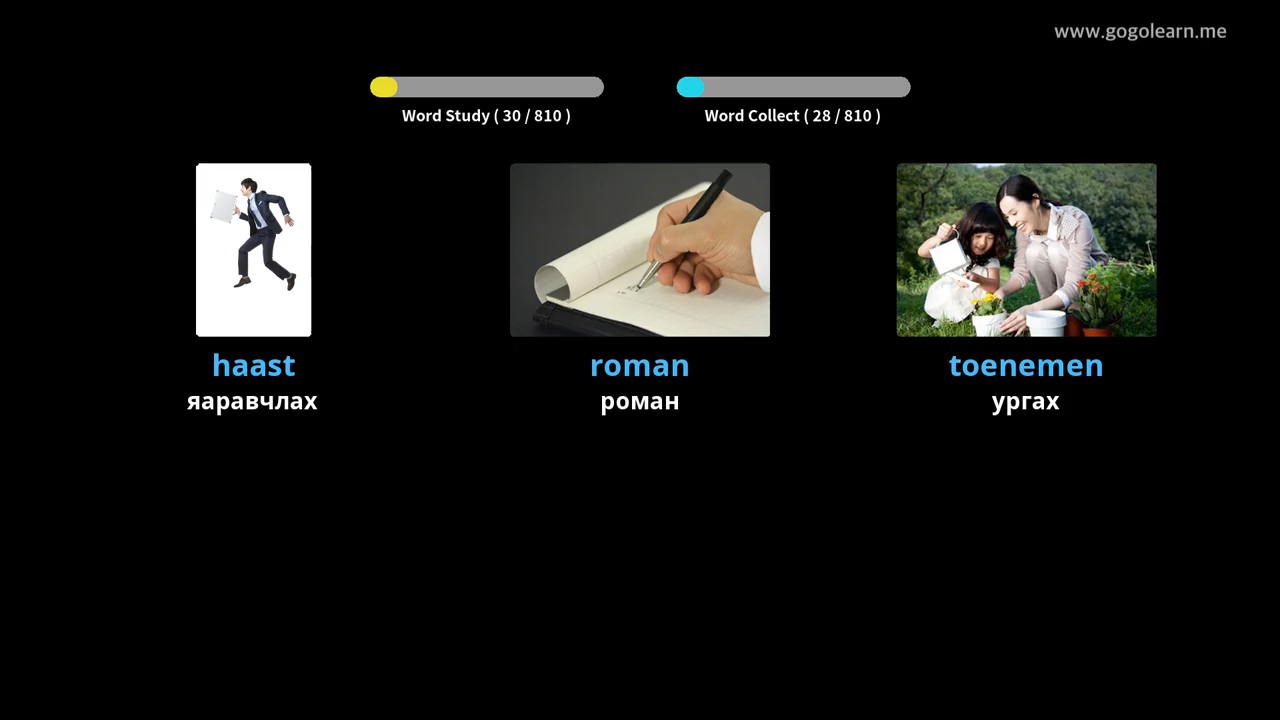 www.gogolearn.me
Word Study ( 30 / 810 )
Word Collect ( 28 / 810 )
haast
яаравчлах
roman
роман
toenemen
ургах